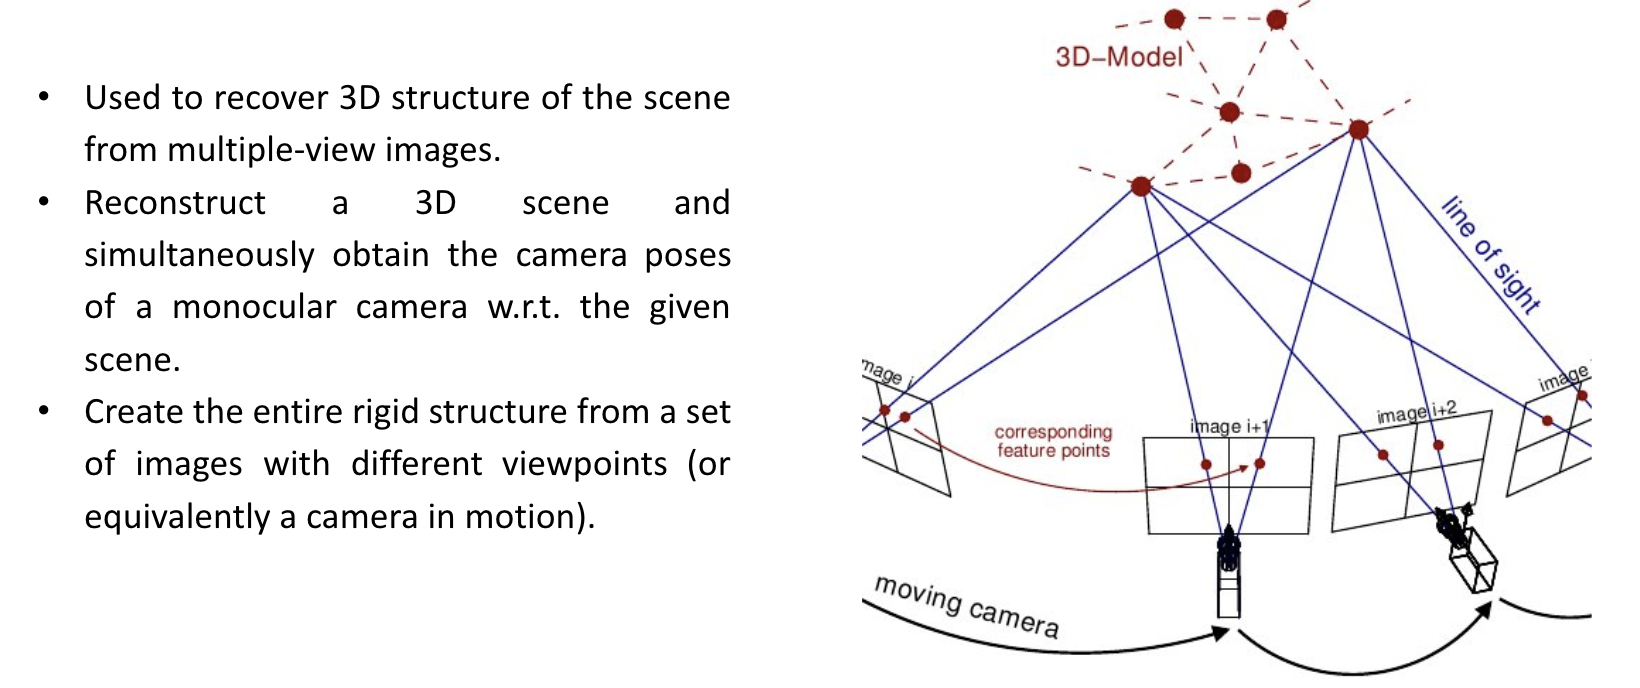 • Used to recover 3D structure of the scene
from multiple-view images.
• Reconstruct a 3D scene and
simultaneously obtain the camera poses
of a monocular camera w.r.t. the given
scene.
• Create the entire rigid structure from a set
of images with different viewpoints (or
equivalently a camera in motion).
3D–Model
line of sight
mage i
corresponding
feature points
image i+1
image i+2
image
moving camera